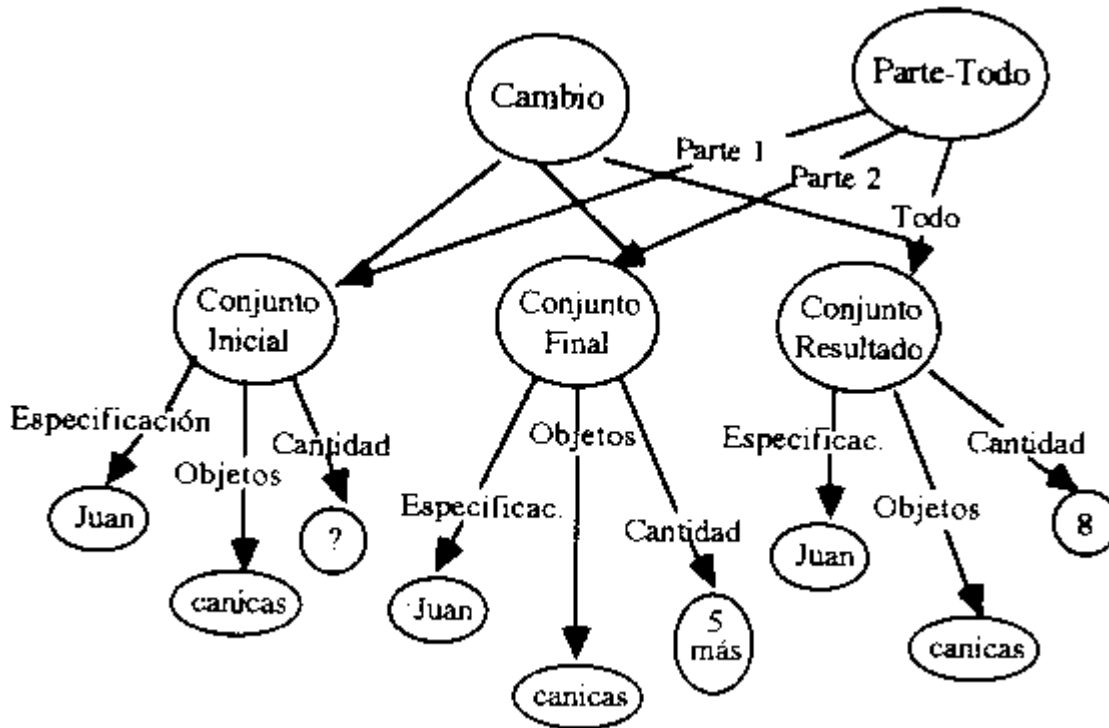 Cambio
Parte-Todo
Parte 1
Parte 2
Todo
Conjunto
Inicial
Conjunto
Final
Conjunto
Resultado
Especificación
Objetos
Cantidad
Juan
canicas
?
Especificac.
Objetos
Cantidad
Juan
canicas
5
más
Especificac.
Objetos
Cantidad
Juan
canicas
8